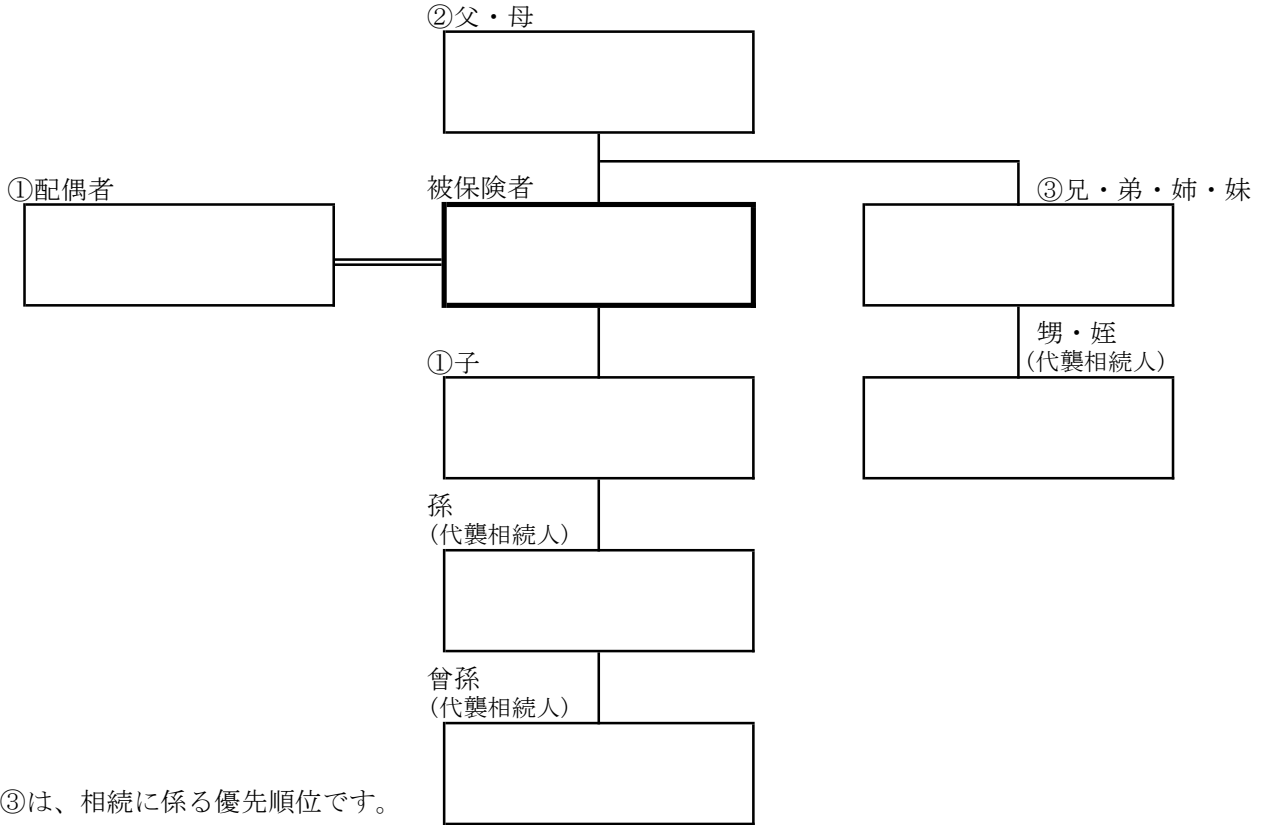 ②父・母
①配偶者
被保険者
③兄・弟・姉・妹
甥・姪
(代襲相続人)
①子
孫
(代襲相続人)
曾孫
(代襲相続人)
③は、相続に係る優先順位です。